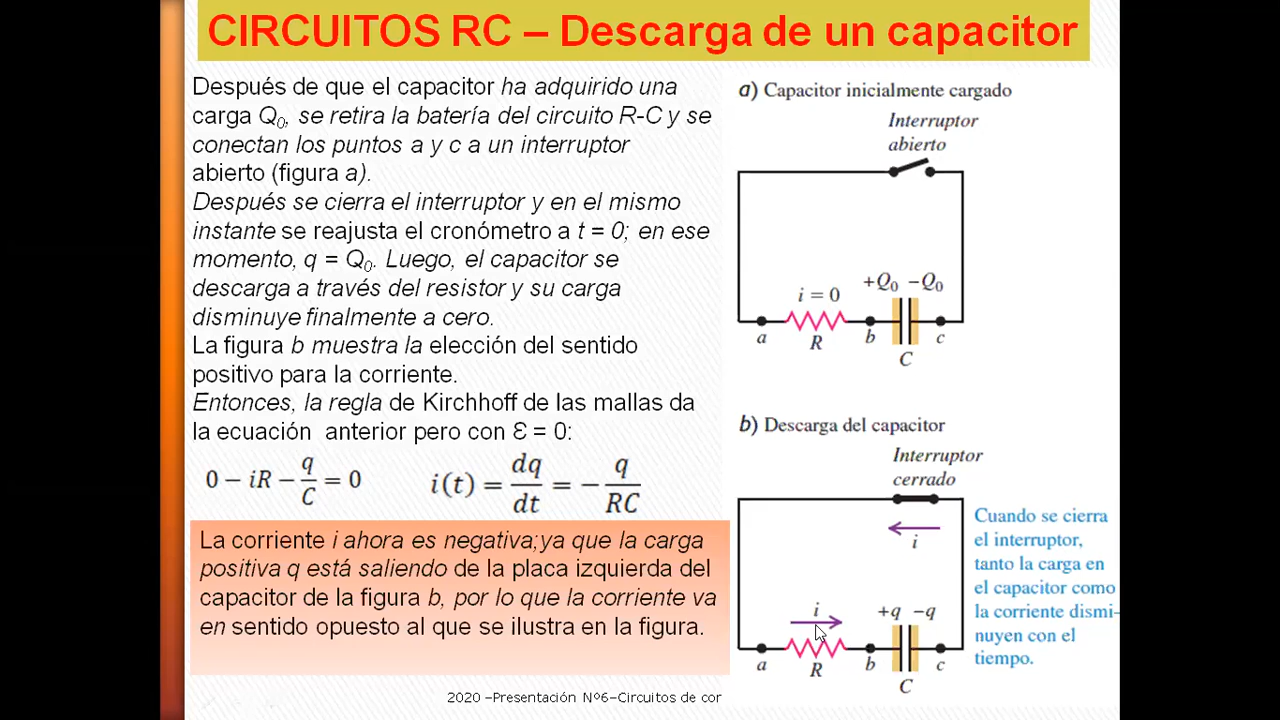 CIRCUITOS RC – Descarga de un capacitor
Después de que el capacitor ha adquirido una
carga Q₀, se retira la batería del circuito R-C y se
conectan los puntos a y c a un interruptor
abierto (figura a).
Después se cierra el interruptor y en el mismo
instante se reajusta el cronómetro a t = 0; en ese
momento, q = Q₀. Luego, el capacitor se
descarga a través del resistor y su carga
disminuye finalmente a cero.
La figura b muestra la elección del sentido
positivo para la corriente.
Entonces, la regla de Kirchhoff de las mallas da
la ecuación anterior pero con Ɛ = 0:
0 − iR − q/C = 0
i(t) = dq/dt = − q/RC
La corriente i ahora es negativa;ya que la carga
positiva q está saliendo de la placa izquierda del
capacitor de la figura b, por lo que la corriente va
en sentido opuesto al que se ilustra en la figura.
2020 –Presentación Nº6–Circuitos de cor
a) Capacitor inicialmente cargado
Interruptor
abierto
+Q₀ −Q₀
i = 0
a
R
b
c
C
b) Descarga del capacitor
Interruptor
cerrado
i
Cuando se cierra
el interruptor,
tanto la carga en
el capacitor como
la corriente dismi-
nuyen con el
tiempo.
i
+q −q
a
R
b
c
C